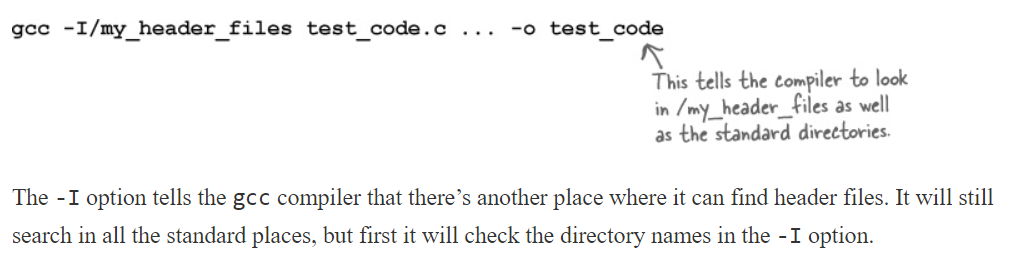 gcc -I/my_header_files test_code.c ... -o test_code
This tells the compiler to look
in /my_header_files as well
as the standard directories.
The -I option tells the gcc compiler that there’s another place where it can find header files. It will still
search in all the standard places, but first it will check the directory names in the -I option.